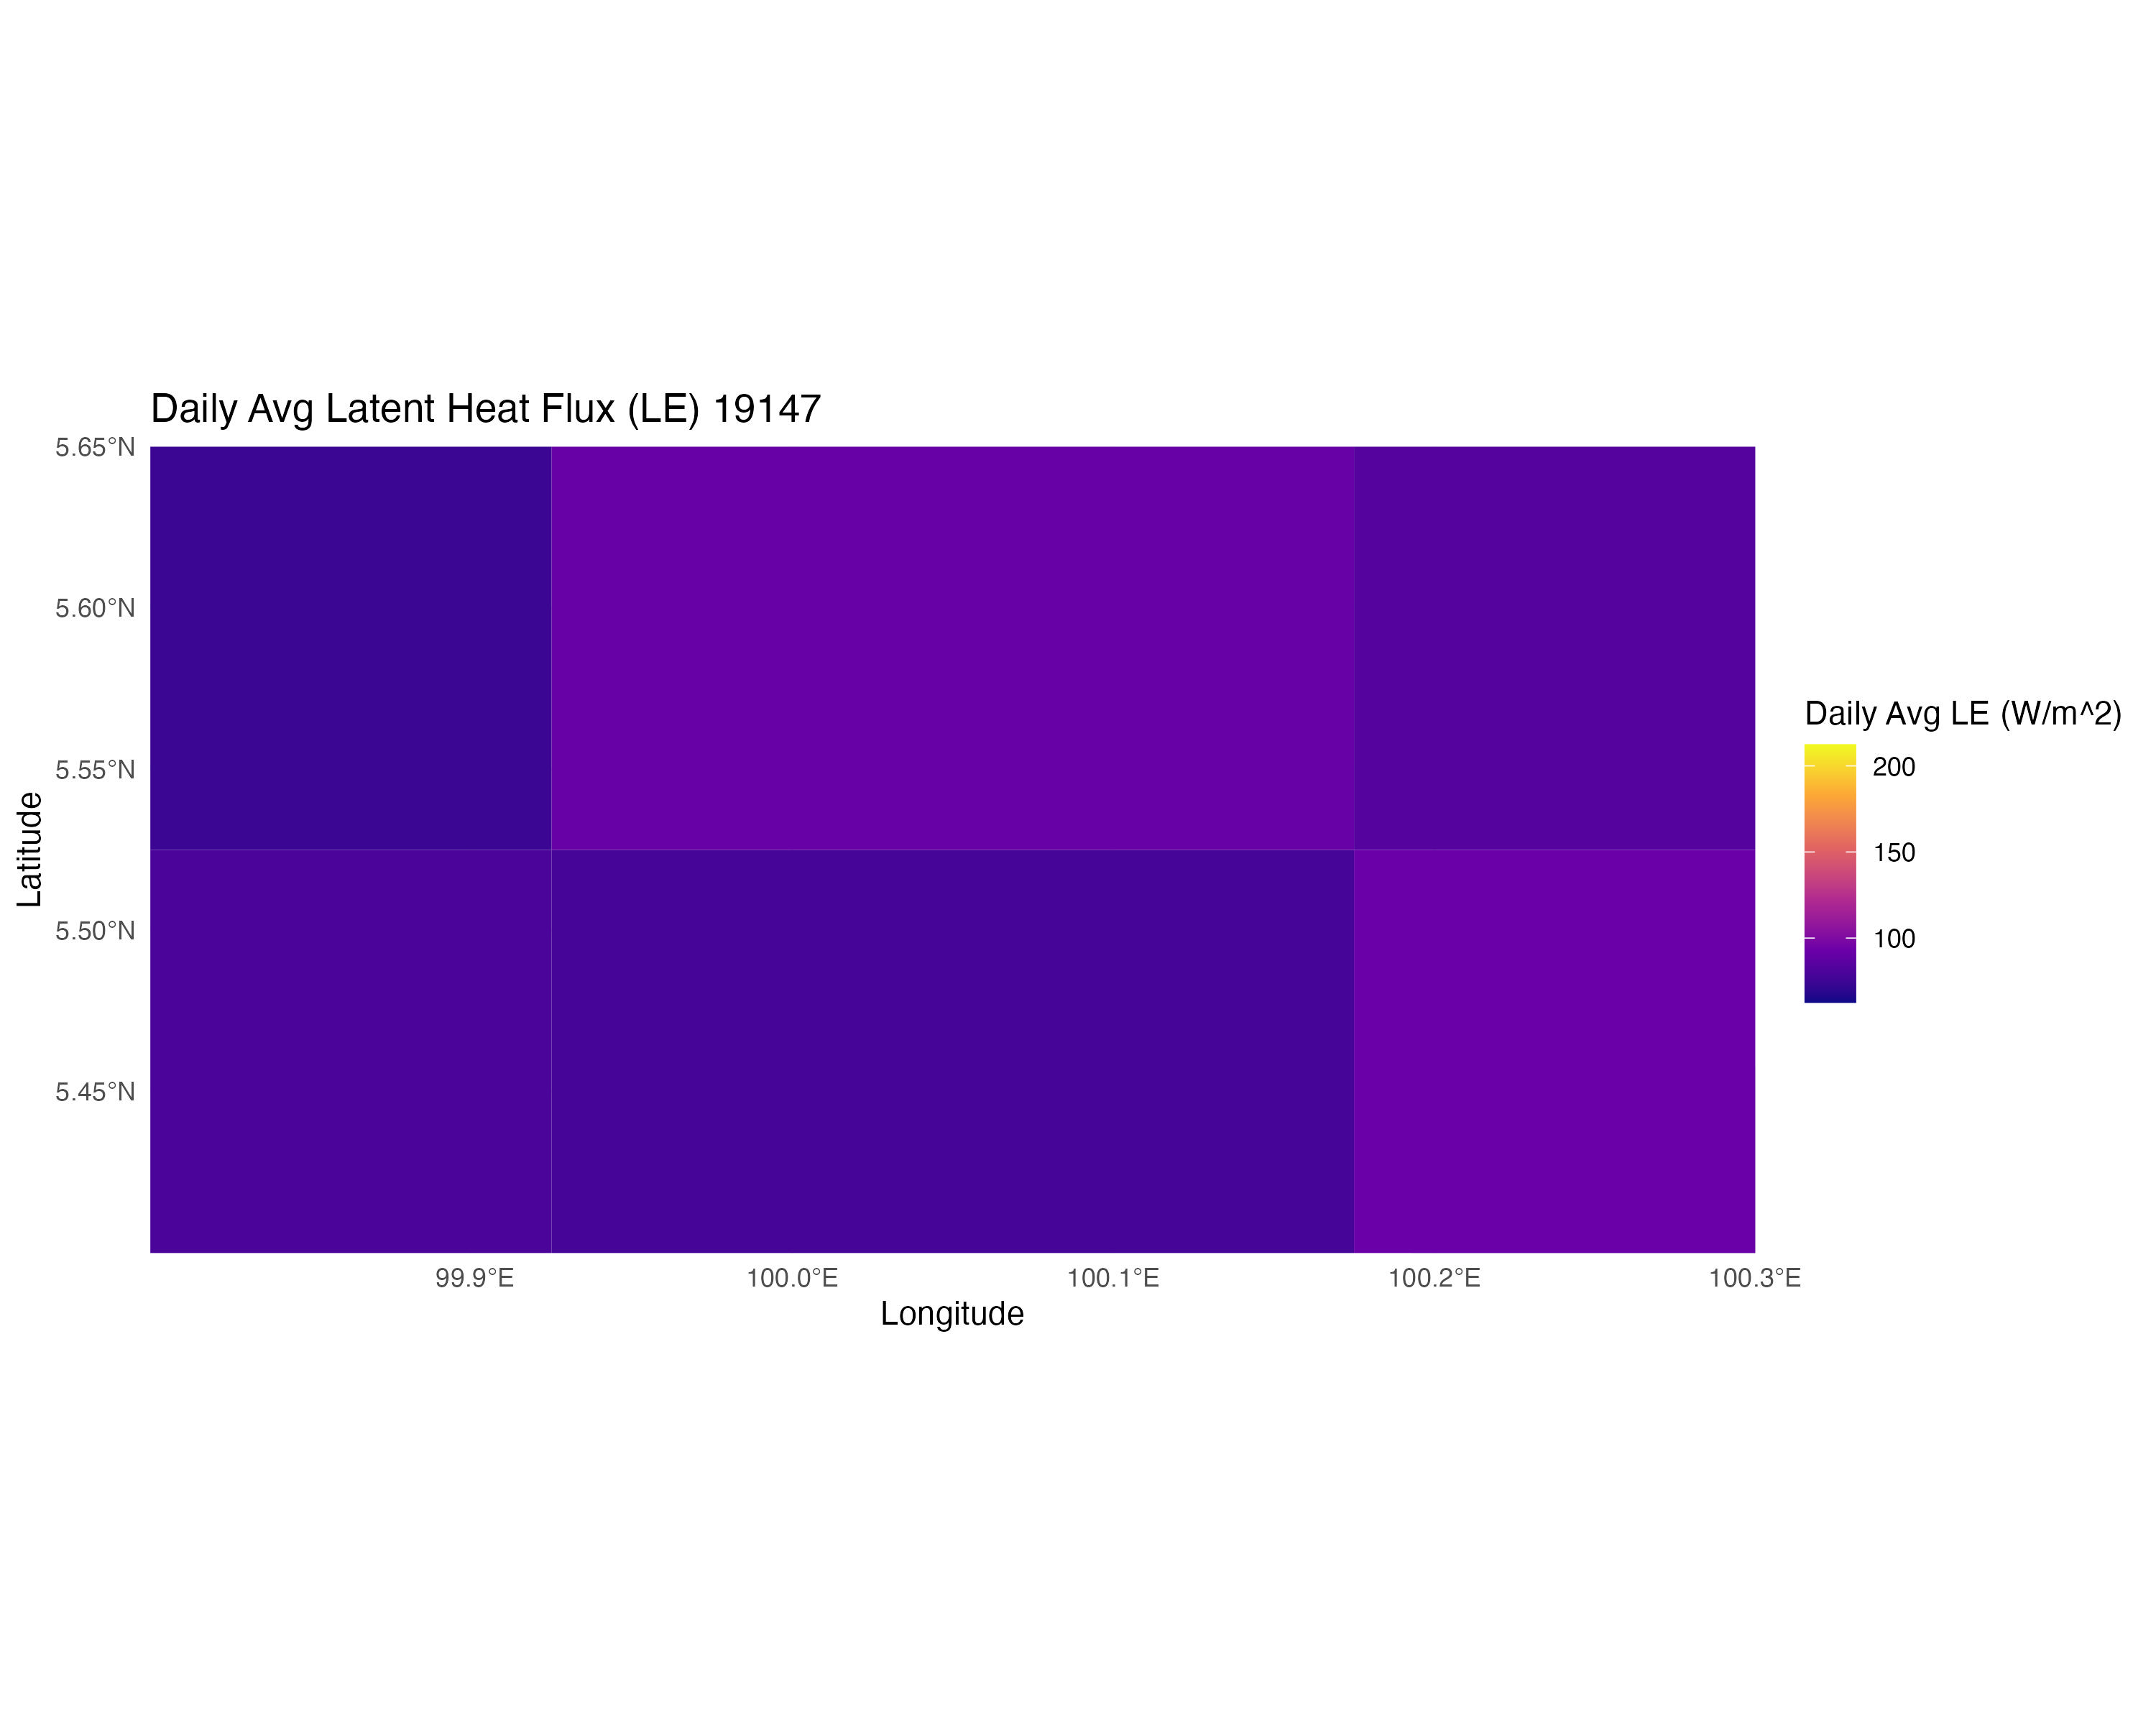 Daily Avg Latent Heat Flux (LE) 19147
5.65°N
5.60°N
5.55°N
5.50°N
5.45°N
Latitude
99.9°E
100.0°E
100.1°E
100.2°E
100.3°E
Longitude
Daily Avg LE (W/m^2)
200
150
100